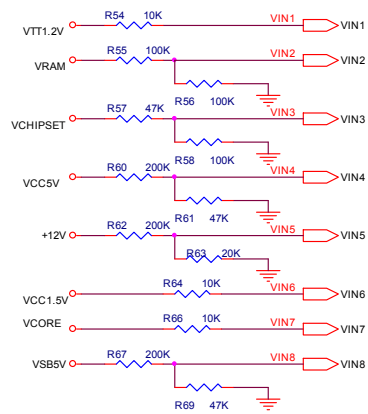 R54 10K
VTT1.2V VIN1 VIN1
R55 100K
VRAM VIN2 VIN2
R56 100K
R57 47K
VCHIPSET VIN3 VIN3
R58 100K
R60 200K
VCC5V VIN4 VIN4
R61 47K
R62 200K
+12V VIN5 VIN5
R63 20K
R64 10K
VCC1.5V VIN6 VIN6
VCORE R66 10K
VIN7 VIN7
R67 200K
VSB5V VIN8 VIN8
R69 47K